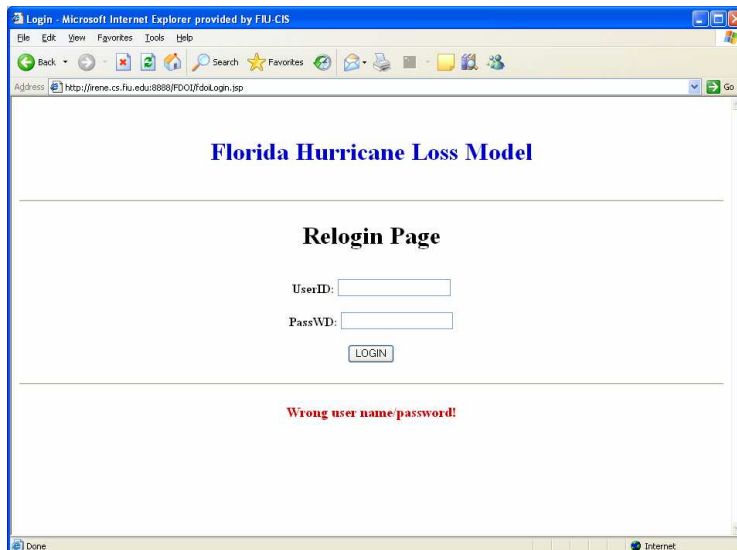 Login - Microsoft Internet Explorer provided by FIU-CIS
File Edit View Favorites Tools Help
Back Search Favorites
Address http://irene.cs.fiu.edu:8888/FDOI/fdoiLogin.jsp Go
Florida Hurricane Loss Model
Relogin Page
UserID:
PassWD:
LOGIN
Wrong user name/password!
Done Internet